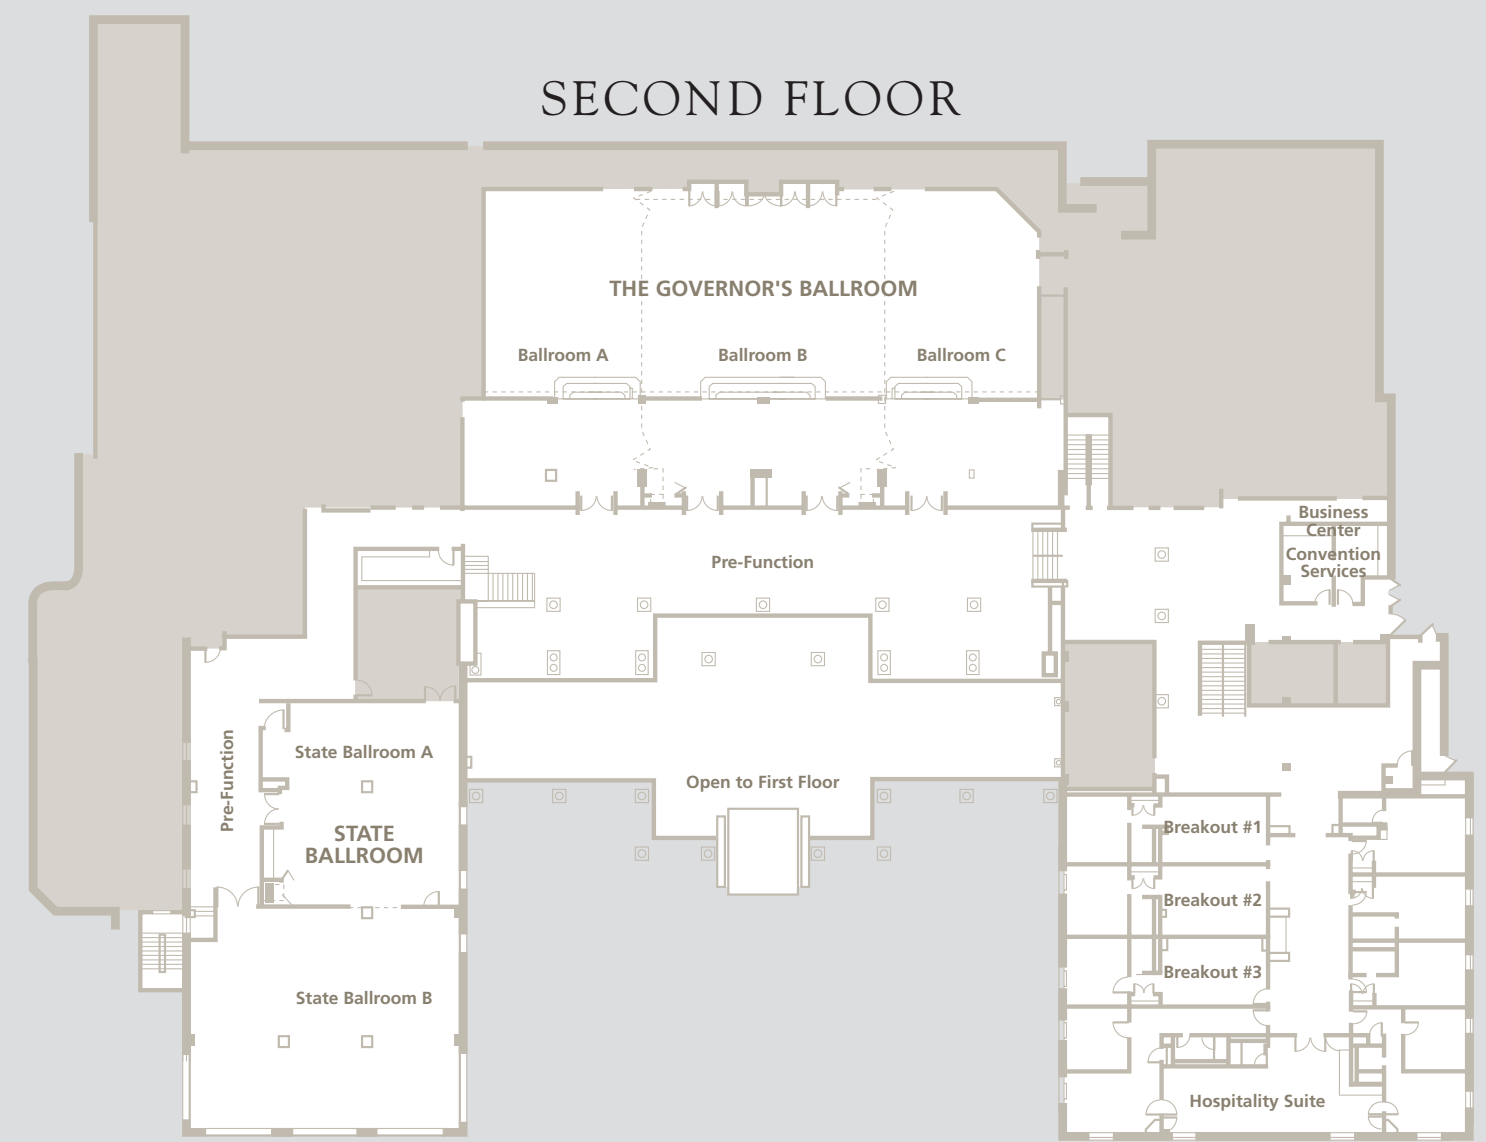 SECOND FLOOR
THE GOVERNOR'S BALLROOM
Ballroom A
Ballroom B
Ballroom C
Business
Center
Convention
Services
Pre-Function
Pre-Function
State Ballroom A
Open to First Floor
STATE
BALLROOM
Breakout #1
Breakout #2
Breakout #3
State Ballroom B
Hospitality Suite